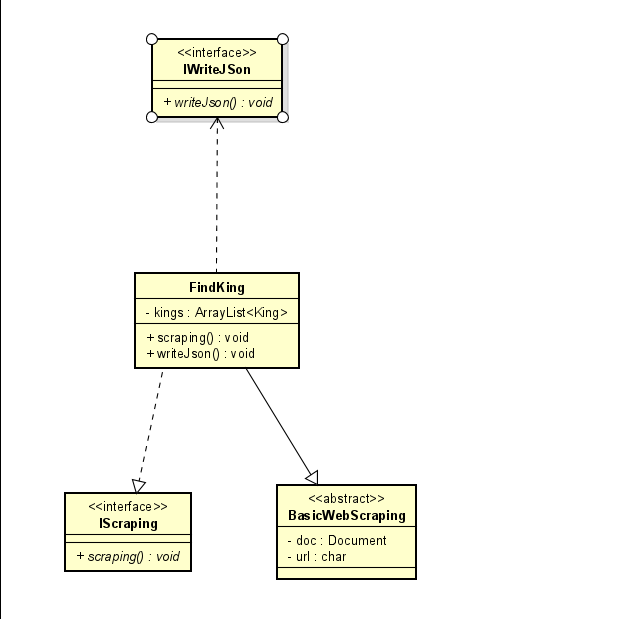 <<interface>>
IWriteJSon
+ writeJson() : void
FindKing
- kings : ArrayList<King>
+ scraping() : void
+ writeJson() : void
<<interface>>
IScraping
+ scraping() : void
<<abstract>>
BasicWebScraping
- doc : Document
- url : char